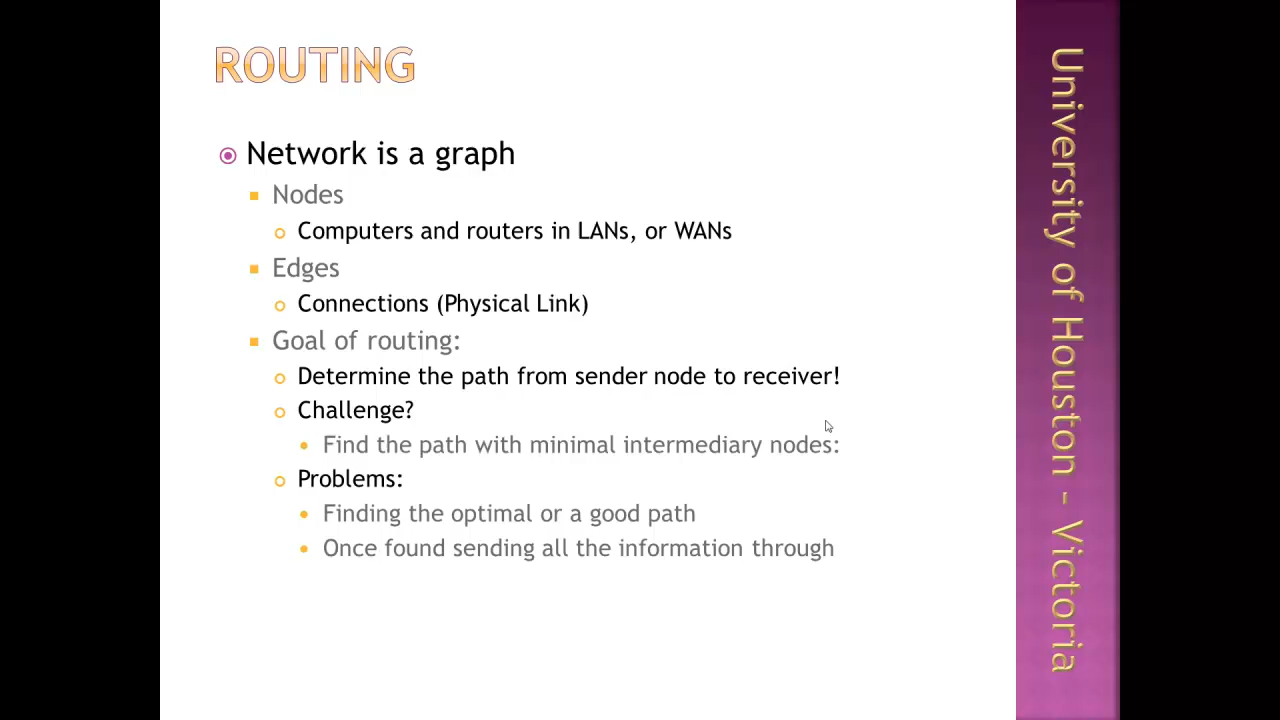 ROUTING
Network is a graph
Nodes
Computers and routers in LANs, or WANs
Edges
Connections (Physical Link)
Goal of routing:
Determine the path from sender node to receiver!
Challenge?
Find the path with minimal intermediary nodes:
Problems:
Finding the optimal or a good path
Once found sending all the information through
University of Houston - Victoria